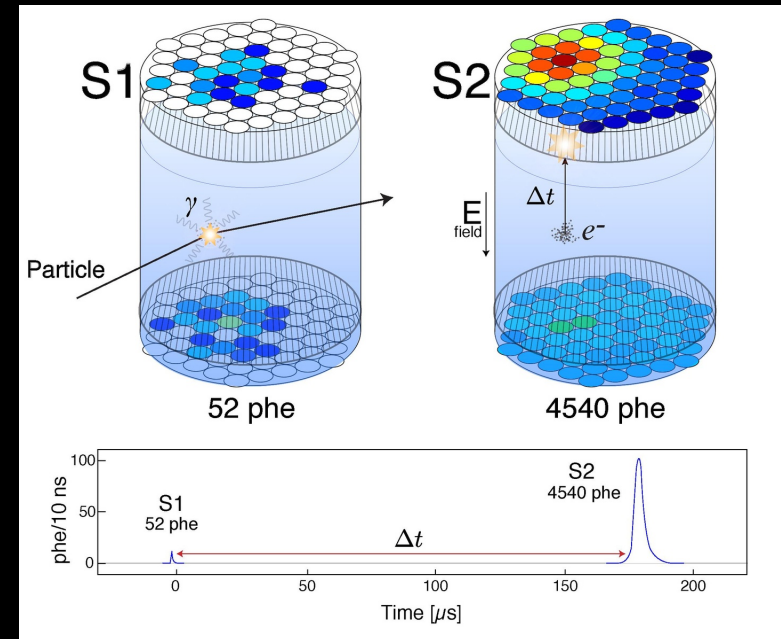 S1
γ
Particle
52 phe
S2
Δt
E
field
e-
4540 phe
phe/10 ns
100
50
0
S1
52 phe
Δt
S2
4540 phe
0
50
100
150
200
Time [μs]